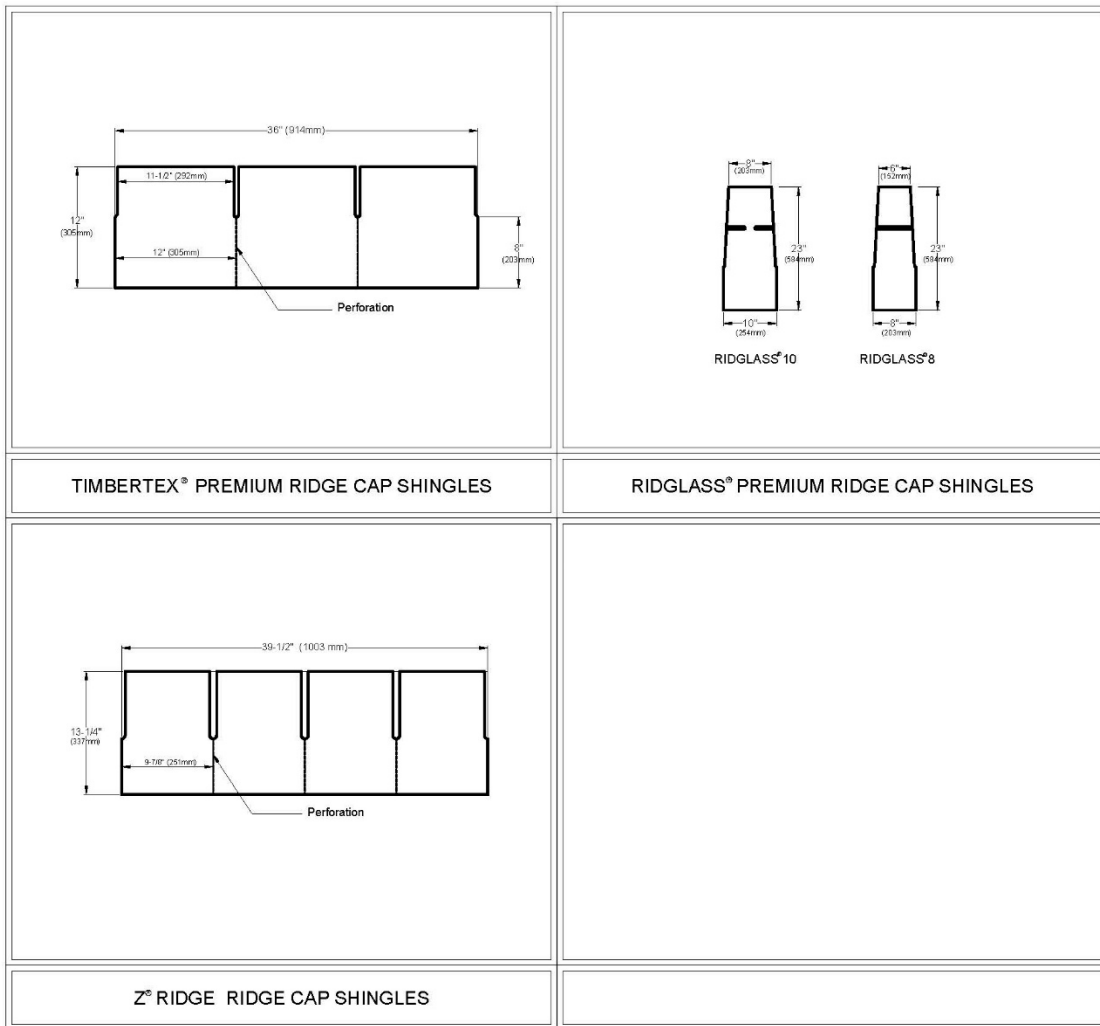 36" (914mm)
11-1/2" (292mm)
12"
(305mm)
12" (305mm)
8"
(203mm)
Perforation
TIMBERTEX® PREMIUM RIDGE CAP SHINGLES
8"
(203mm)
6"
(152mm)
23"
(584mm)
23"
(584mm)
10"
(254mm)
8"
(203mm)
RIDGLASS® 10
RIDGLASS® 8
RIDGLASS® PREMIUM RIDGE CAP SHINGLES
39-1/2" (1003 mm)
13-1/4"
(337mm)
9-7/8" (251mm)
Perforation
Z® RIDGE RIDGE CAP SHINGLES